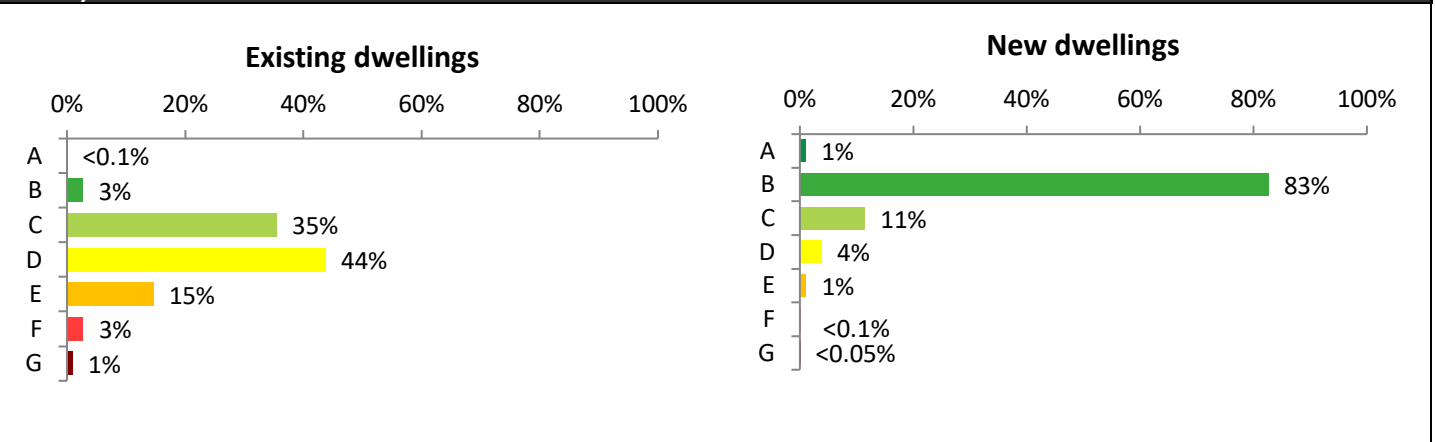 Existing dwellings
0% 20% 40% 60% 80% 100%
A <0.1%
B 3%
C 35%
D 44%
E 15%
F 3%
G 1%
New dwellings
0% 20% 40% 60% 80% 100%
A 1%
B 83%
C 11%
D 4%
E 1%
F <0.1%
G <0.05%